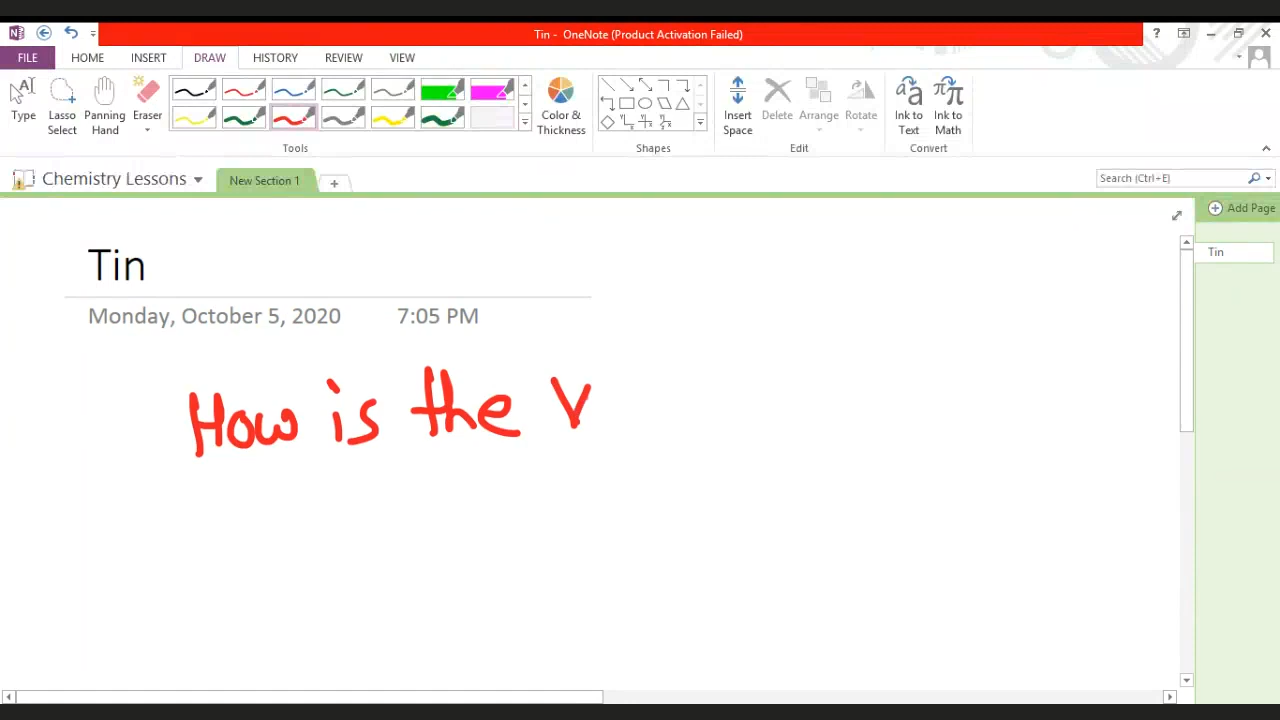 Tin - OneNote (Product Activation Failed)
?
FILE HOME INSERT DRAW HISTORY REVIEW VIEW
Type Lasso Select Panning Hand Eraser Color & Thickness Insert Space Delete Arrange Rotate Ink to Text Ink to Math
Tools Shapes Edit Convert
Chemistry Lessons New Section 1 + Search (Ctrl+E)
Add Page
Tin
Tin
Monday, October 5, 2020 7:05 PM
How is the V